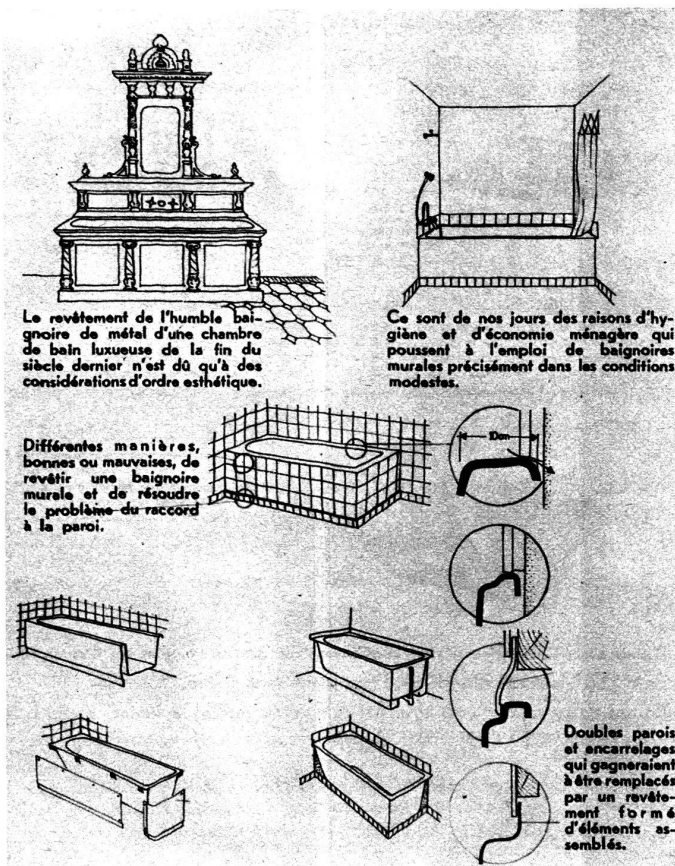 Le revêtement de l'humble bai-
gnoire de métal d'une chambre
de bain luxueuse de la fin du
siècle dernier n'est dû qu'à des
considérations d'ordre esthétique.
Ce sont de nos jours des raisons d'hy-
giène et d'économie ménagère qui
poussent à l'emploi de baignoires
murales précisément dans les conditions
modestes.
Différentes manières,
bonnes ou mauvaises, de
revêtir une baignoire
murale et de résoudre
le problème du raccord
à la paroi.
10cm
Doubles parois
et encarrelages
qui gagneraient
à être remplacés
par un revête-
ment formé
d'éléments as-
semblés.